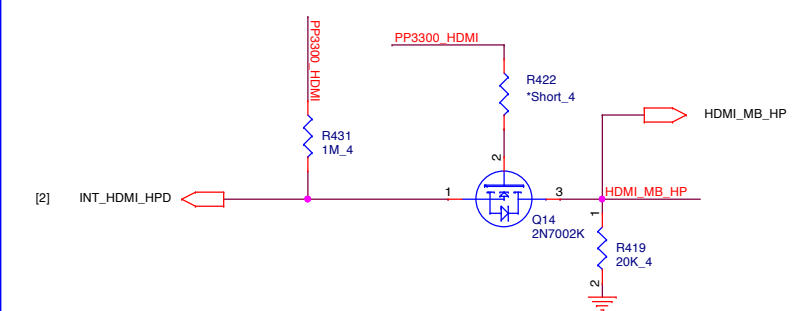 PP3300_HDMI
PP3300_HDMI
R422
*Short_4
HDMI_MB_HP
R431
1M_4
2
[2]
INT_HDMI_HPD
1
3
HDMI_MB_HP
Q14
2N7002K
1
R419
20K_4
2